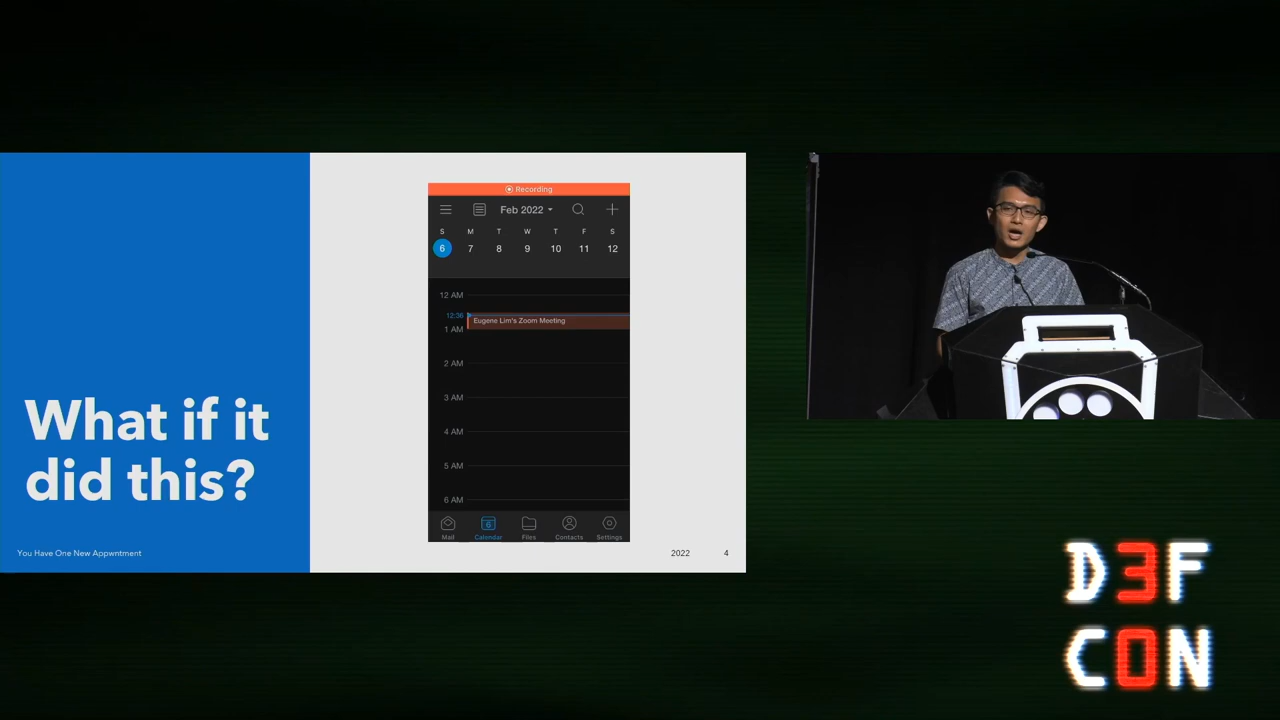 What if it
did this?
You Have One New Appwntment
Recording
Feb 2022
S M T W T F S
6 7 8 9 10 11 12
12 AM
12:36
Eugene Lim's Zoom Meeting
1 AM
2 AM
3 AM
4 AM
5 AM
6 AM
6
Mail Calendar Files Contacts Settings
2022 4
D3F
C0N